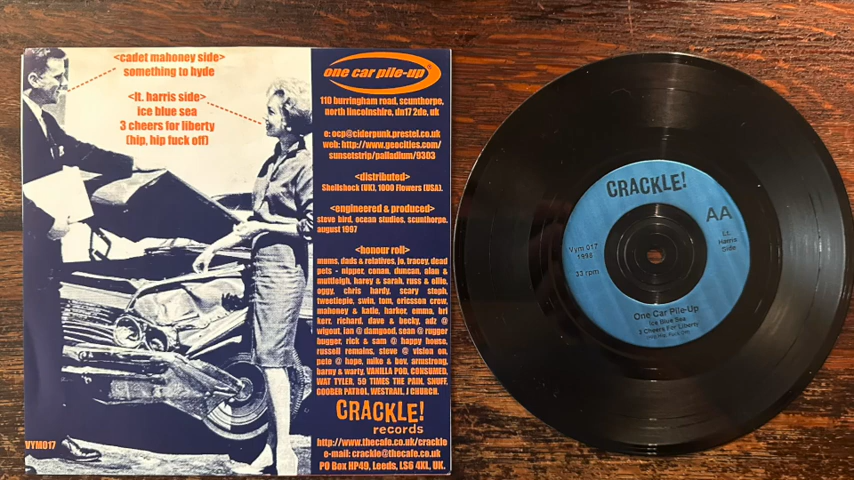 <cadet mahoney side>
something to hyde
<lt. harris side>
ice blue sea
3 cheers for liberty
(hip, hip fuck off)
VYM017
one car pile-up
110 burringham road, scunthorpe,
north lincolnshire, dn17 2de, uk
e: ocp@ciderpunk.prestel.co.uk
web: http://www.geocities.com/
sunsetstrip/palladium/9303
<distributed>
Shellshock (UK), 1000 Flowers (USA).
<engineered & produced>
steve bird, ocean studios, scunthorpe.
august 1997
<honour roll>
mums, dads & relatives, jo, tracey, dead
pets - nipper, conan, duncan, alan &
muttleigh, harey & sarah, russ & ellie,
oggy, chris hardy, scary steph,
tweetiepie, swin, tom, ericsson crew,
mahoney & katie, harker, emma, bri
kerr, richard, dave & becky, adz @
wigout, ian @ damgood, sean @ rugger
bugger, rick & sam @ happy house,
russell remains, steve @ vision on,
pete @ hope, mike & bev, armstrong,
barny & warty, VANILLA POD, CONSUMED,
WAT TYLER, 50 TIMES THE PAIN, SNUFF,
GOOBER PATROL, WESTRAIL, J CHURCH.
CRACKLE!
records
http://www.thecafe.co.uk/crackle
e-mail: crackle@thecafe.co.uk
PO Box HP49, Leeds, LS6 4XL, UK.
CRACKLE!
AA
Lt.
Harris
Side
Vym 017
1998
33 rpm
One Car Pile-Up
Ice Blue Sea
3 Cheers For Liberty
(Hip Hip, Fuck Off)